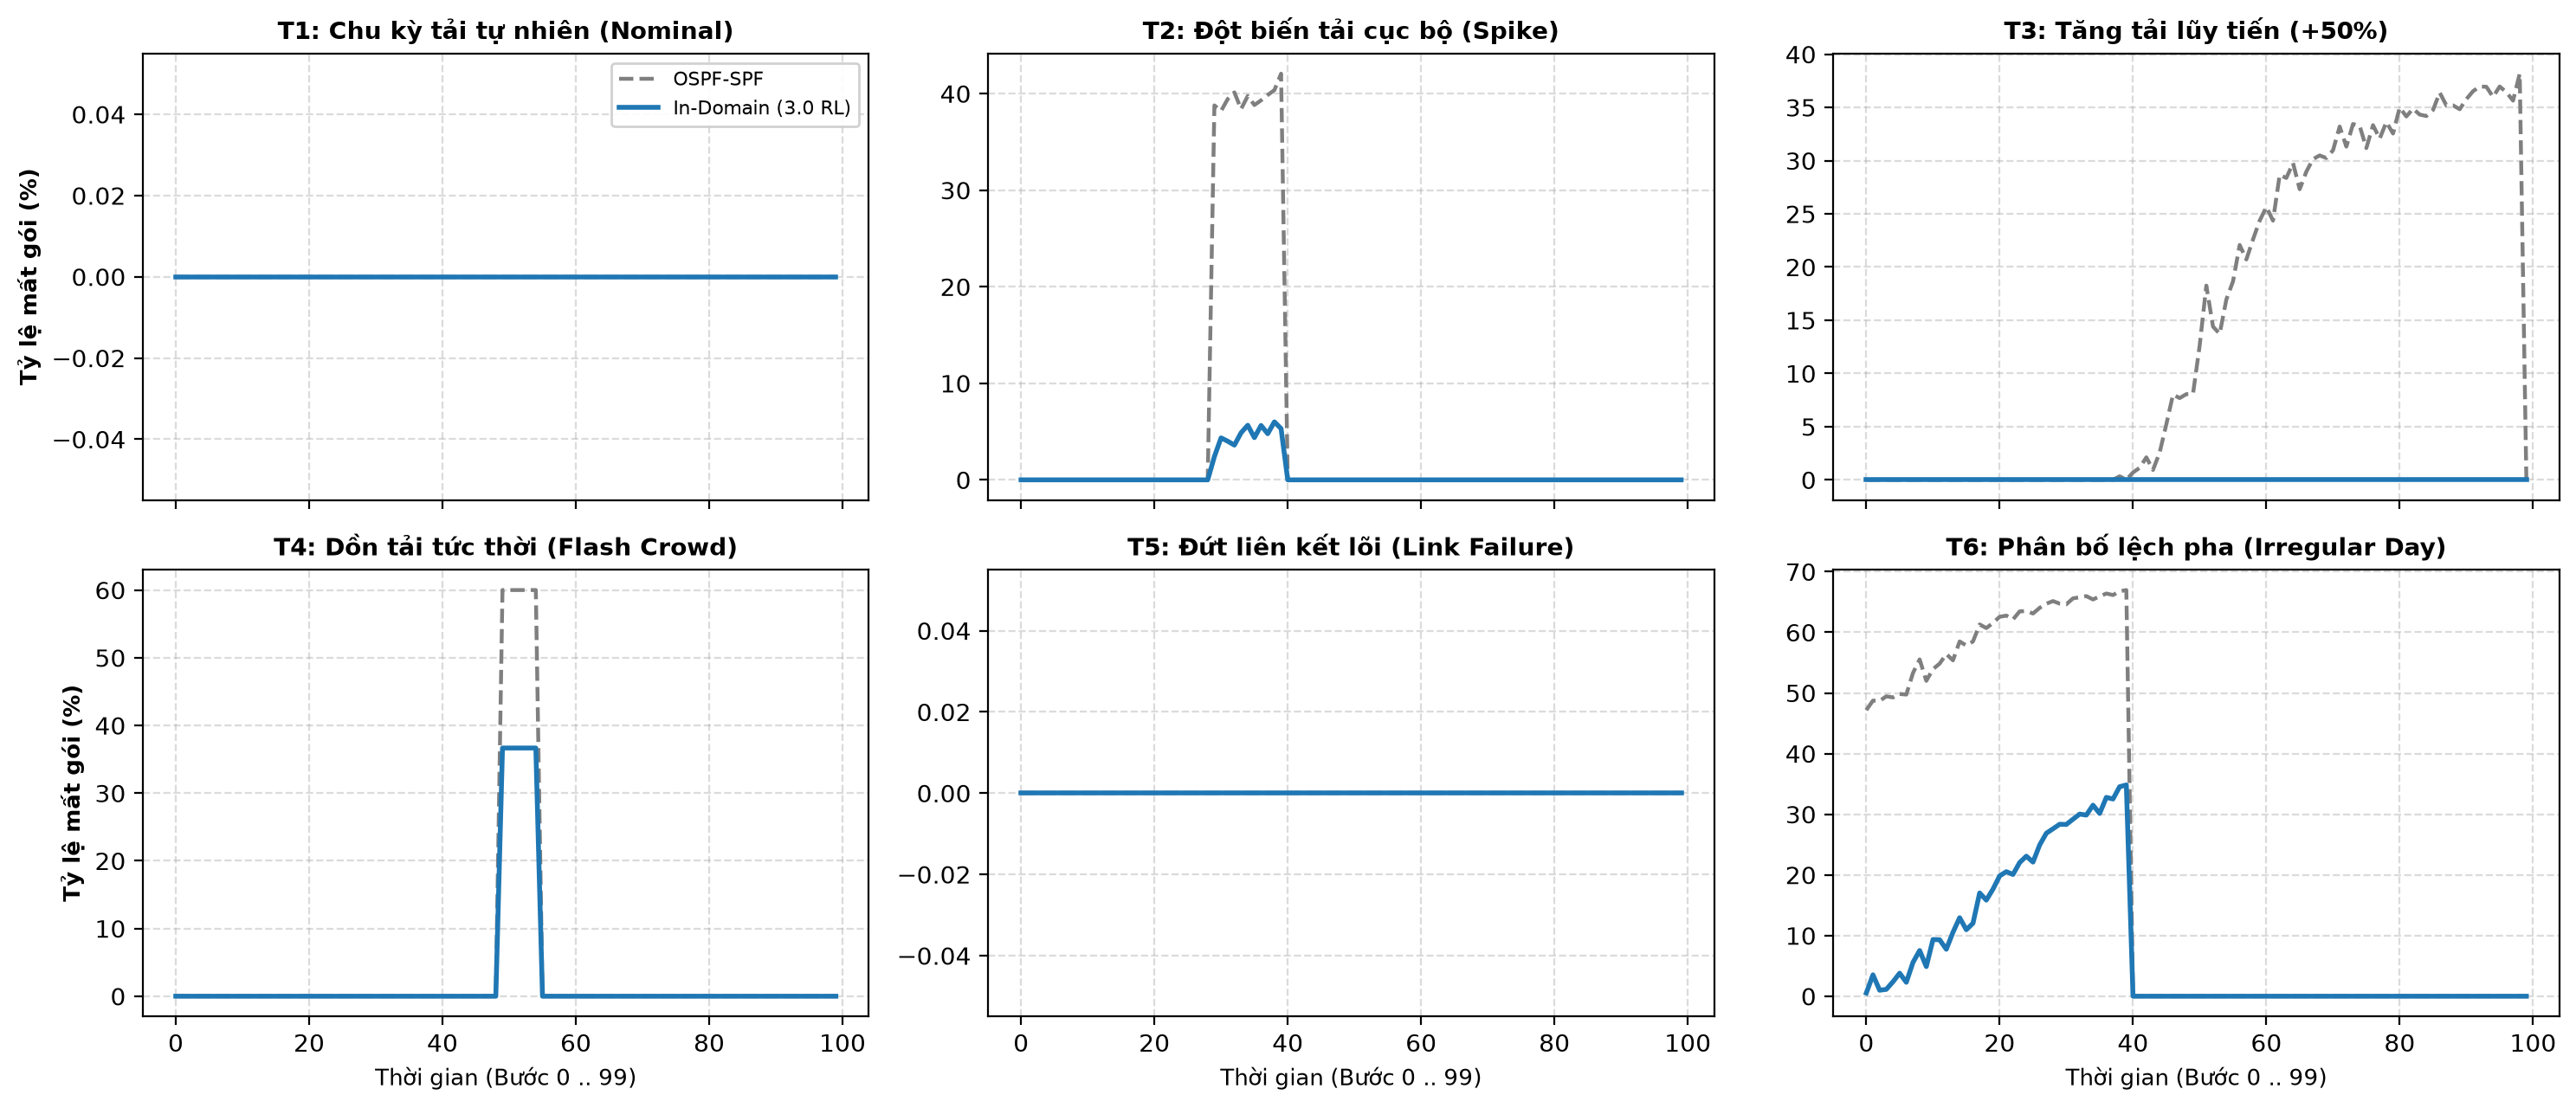 T1: Chu kỳ tải tự nhiên (Nominal)
Tỷ lệ mất gói (%)
0.04
0.02
0.00
−0.02
−0.04
OSPF-SPF
In-Domain (3.0 RL)
T2: Đột biến tải cục bộ (Spike)
40
30
20
10
0
T3: Tăng tải lũy tiến (+50%)
40
35
30
25
20
15
10
5
0
T4: Dồn tải tức thời (Flash Crowd)
Tỷ lệ mất gói (%)
60
50
40
30
20
10
0
0 20 40 60 80 100
Thời gian (Bước 0 .. 99)
T5: Đứt liên kết lõi (Link Failure)
0.04
0.02
0.00
−0.02
−0.04
0 20 40 60 80 100
Thời gian (Bước 0 .. 99)
T6: Phân bố lệch pha (Irregular Day)
70
60
50
40
30
20
10
0
0 20 40 60 80 100
Thời gian (Bước 0 .. 99)